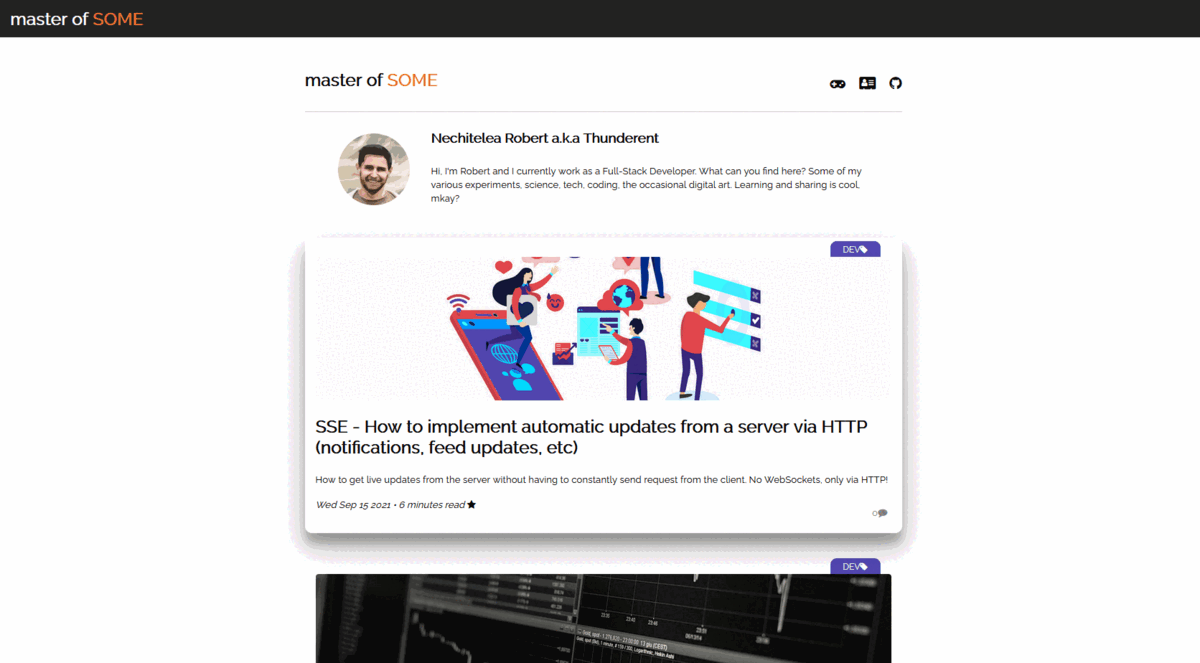 master of SOME
master of SOME
Nechitelea Robert a.k.a Thunderent
Hi, I'm Robert and I currently work as a Full-Stack Developer. What can you find here? Some of my
various experiments, science, tech, coding, the occasional digital art. Learning and sharing is cool,
mkay?
DEV
SSE - How to implement automatic updates from a server via HTTP
(notifications, feed updates, etc)
How to get live updates from the server without having to constantly send request from the client. No WebSockets, only via HTTP!
Wed Sep 15 2021 • 6 minutes read
0
DEV